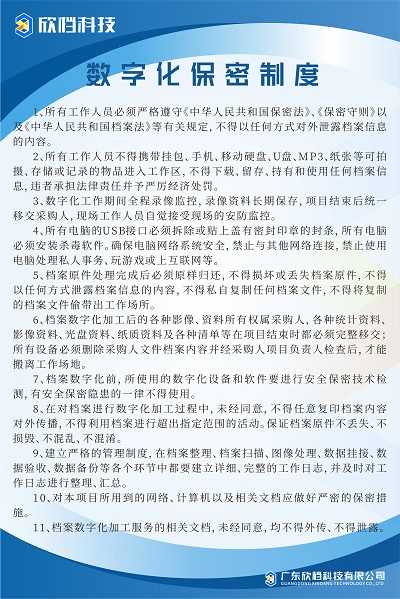 欣档科技
数字化保密制度
1、所有工作人员必须严格遵守《中华人民共和国保密法》、《保密守则》以
及《中华人民共和国档案法》等有关规定，不得以任何方式对外泄露档案信息
的内容。
2、所有工作人员不得携带挂包、手机、移动硬盘、U盘、MP3、纸张等可拍
摄、存储或记录的物品进入工作区，不得下载、留存、持有和使用任何档案信
息，违者承担法律责任并予严厉经济处罚。
3、数字化工作期间全程录像监控，录像资料长期保存，项目结束后统一
移交采购人，现场工作人员自觉接受现场的安防监控。
4、所有电脑的USB接口必须拆除或贴上盖有密封印章的封条，所有电脑
必须安装杀毒软件。确保电脑网络系统安全，禁止与其他网络连接，禁止使用
电脑处理私人事务、玩游戏或上互联网等。
5、档案原件处理完成后必须原样归还，不得损坏或丢失档案原件，不得
以任何方式泄露档案信息的内容，不得私自复制任何档案文件，不得将复制
的档案文件偷带出工作场所。
6、档案数字化加工后的各种影像、资料所有权属采购人，各种统计资料、
影像资料、光盘资料、纸质资料及各种清单等在项目结束时都必须完整移交；
所有设备必须删除采购人文件档案内容并经采购人项目负责人检查后，才能
搬离工作场地。
7、档案数字化前，所使用的数字化设备和软件要进行安全保密技术检
测，有安全保密隐患的一律不得使用。
8、在对档案进行数字化加工过程中，未经同意，不得任意复印档案内容
对外传播，不得利用档案进行超出指定范围的活动。保证档案原件不丢失、不
损毁、不混乱、不混淆。
9、建立严格的管理制度，在档案整理、档案扫描、图像处理、数据挂接、数
据验收、数据备份等各个环节中都要建立详细、完整的工作日志，并及时对工
作日志进行整理、汇总。
10、对本项目所用到的网络、计算机以及相关文档应做好严密的保密措
施。
11、档案数字化加工服务的相关文档，未经同意，均不得外传、不得泄露。
广东欣档科技有限公司
GUANGDONG XINDANG TECHNOLOGY CO., LTD